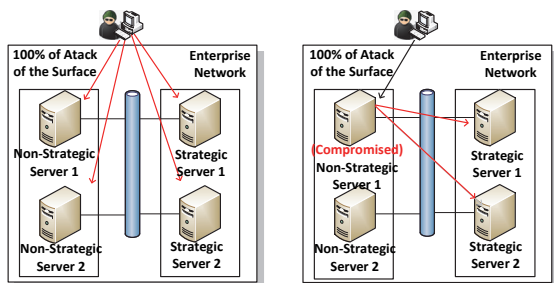 100% of Atack
of the Surface
Enterprise
Network
Non-Strategic
Server 1
Strategic
Server 1
Non-Strategic
Server 2
Strategic
Server 2
100% of Atack
of the Surface
Enterprise
Network
(Compromised)
Non-Strategic
Server 1
Strategic
Server 1
Non-Strategic
Server 2
Strategic
Server 2